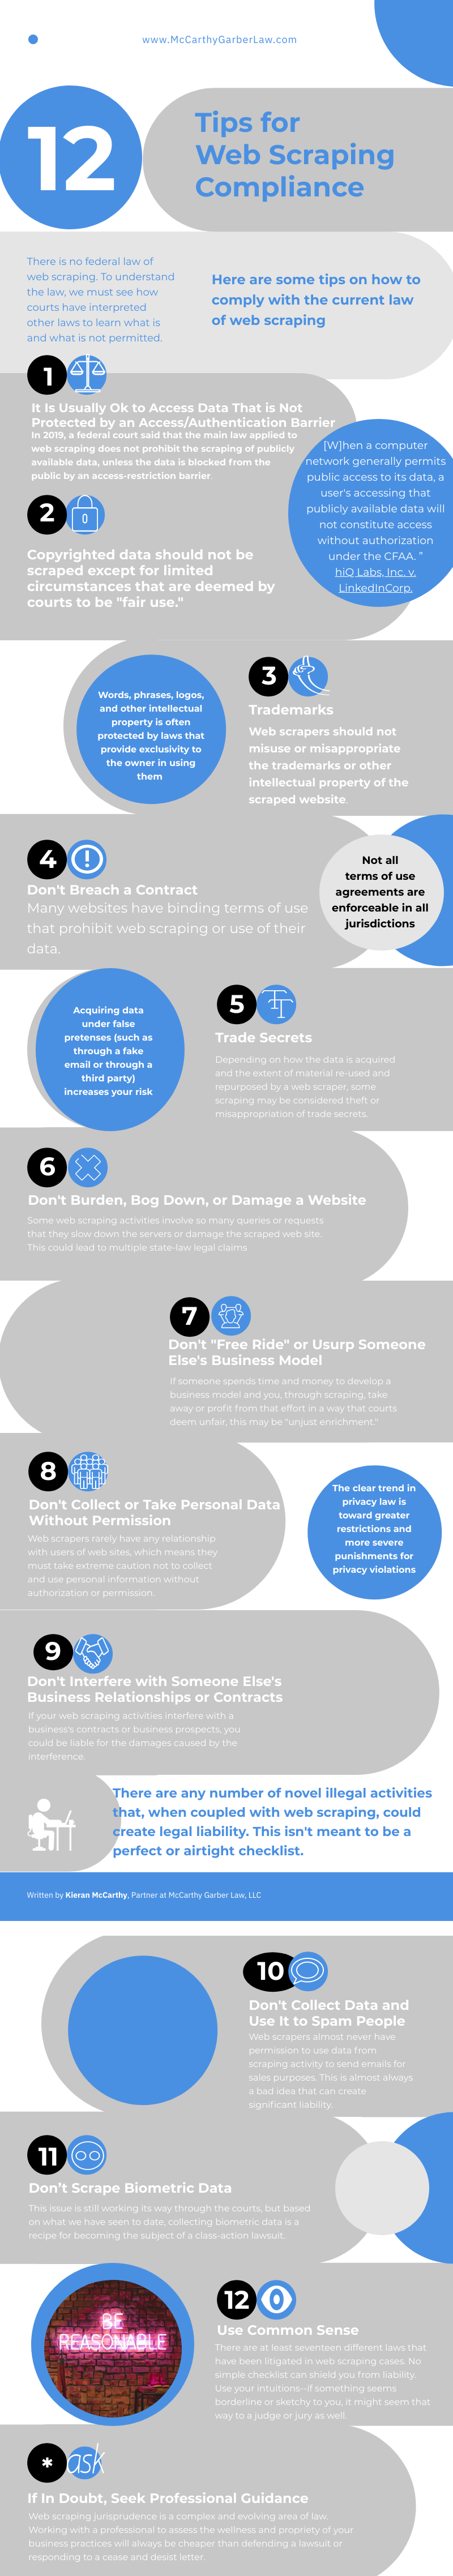 www.McCarthyGarberLaw.com
12
Tips for
Web Scraping
Compliance
There is no federal law of
web scraping. To understand
the law, we must see how
courts have interpreted
other laws to learn what is
and what is not permitted.
Here are some tips on how to
comply with the current law
of web scraping
1
It Is Usually Ok to Access Data That is Not
Protected by an Access/Authentication Barrier
In 2019, a federal court said that the main law applied to
web scraping does not prohibit the scraping of publicly
available data, unless the data is blocked from the
public by an access-restriction barrier.
[W]hen a computer
network generally permits
public access to its data, a
user's accessing that
publicly available data will
not constitute access
without authorization
under the CFAA. "
hiQ Labs, Inc. v.
LinkedInCorp.
2
Copyrighted data should not be
scraped except for limited
circumstances that are deemed by
courts to be "fair use."
Words, phrases, logos,
and other intellectual
property is often
protected by laws that
provide exclusivity to
the owner in using
them
3
Trademarks
Web scrapers should not
misuse or misappropriate
the trademarks or other
intellectual property of the
scraped website.
4
Don't Breach a Contract
Many websites have binding terms of use
that prohibit web scraping or use of their
data.
Not all
terms of use
agreements are
enforceable in all
jurisdictions
Acquiring data
under false
pretenses (such as
through a fake
email or through a
third party)
increases your risk
5
Trade Secrets
Depending on how the data is acquired
and the extent of material re-used and
repurposed by a web scraper, some
scraping may be considered theft or
misappropriation of trade secrets.
6
Don't Burden, Bog Down, or Damage a Website
Some web scraping activities involve so many queries or requests
that they slow down the servers or damage the scraped web site.
This could lead to multiple state-law legal claims
7
Don't "Free Ride" or Usurp Someone
Else's Business Model
If someone spends time and money to develop a
business model and you, through scraping, take
away or profit from that effort in a way that courts
deem unfair, this may be "unjust enrichment."
8
Don't Collect or Take Personal Data
Without Permission
Web scrapers rarely have any relationship
with users of web sites, which means they
must take extreme caution not to collect
and use personal information without
authorization or permission.
The clear trend in
privacy law is
toward greater
restrictions and
more severe
punishments for
privacy violations
9
Don't Interfere with Someone Else's
Business Relationships or Contracts
If your web scraping activities interfere with a
business's contracts or business prospects, you
could be liable for the damages caused by the
interference.
There are any number of novel illegal activities
that, when coupled with web scraping, could
create legal liability. This isn't meant to be a
perfect or airtight checklist.
Written by Kieran McCarthy, Partner at McCarthy Garber Law, LLC
10
Don't Collect Data and
Use It to Spam People
Web scrapers almost never have
permission to use data from
scraping activity to send emails for
sales purposes. This is almost always
a bad idea that can create
significant liability.
11
Don’t Scrape Biometric Data
This issue is still working its way through the courts, but based
on what we have seen to date, collecting biometric data is a
recipe for becoming the subject of a class-action lawsuit.
BE
REASONABLE
12
Use Common Sense
There are at least seventeen different laws that
have been litigated in web scraping cases. No
simple checklist can shield you from liability.
Use your intuitions--if something seems
borderline or sketchy to you, it might seem that
way to a judge or jury as well.
* ask
If In Doubt, Seek Professional Guidance
Web scraping jurisprudence is a complex and evolving area of law.
Working with a professional to assess the wellness and propriety of your
business practices will always be cheaper than defending a lawsuit or
responding to a cease and desist letter.